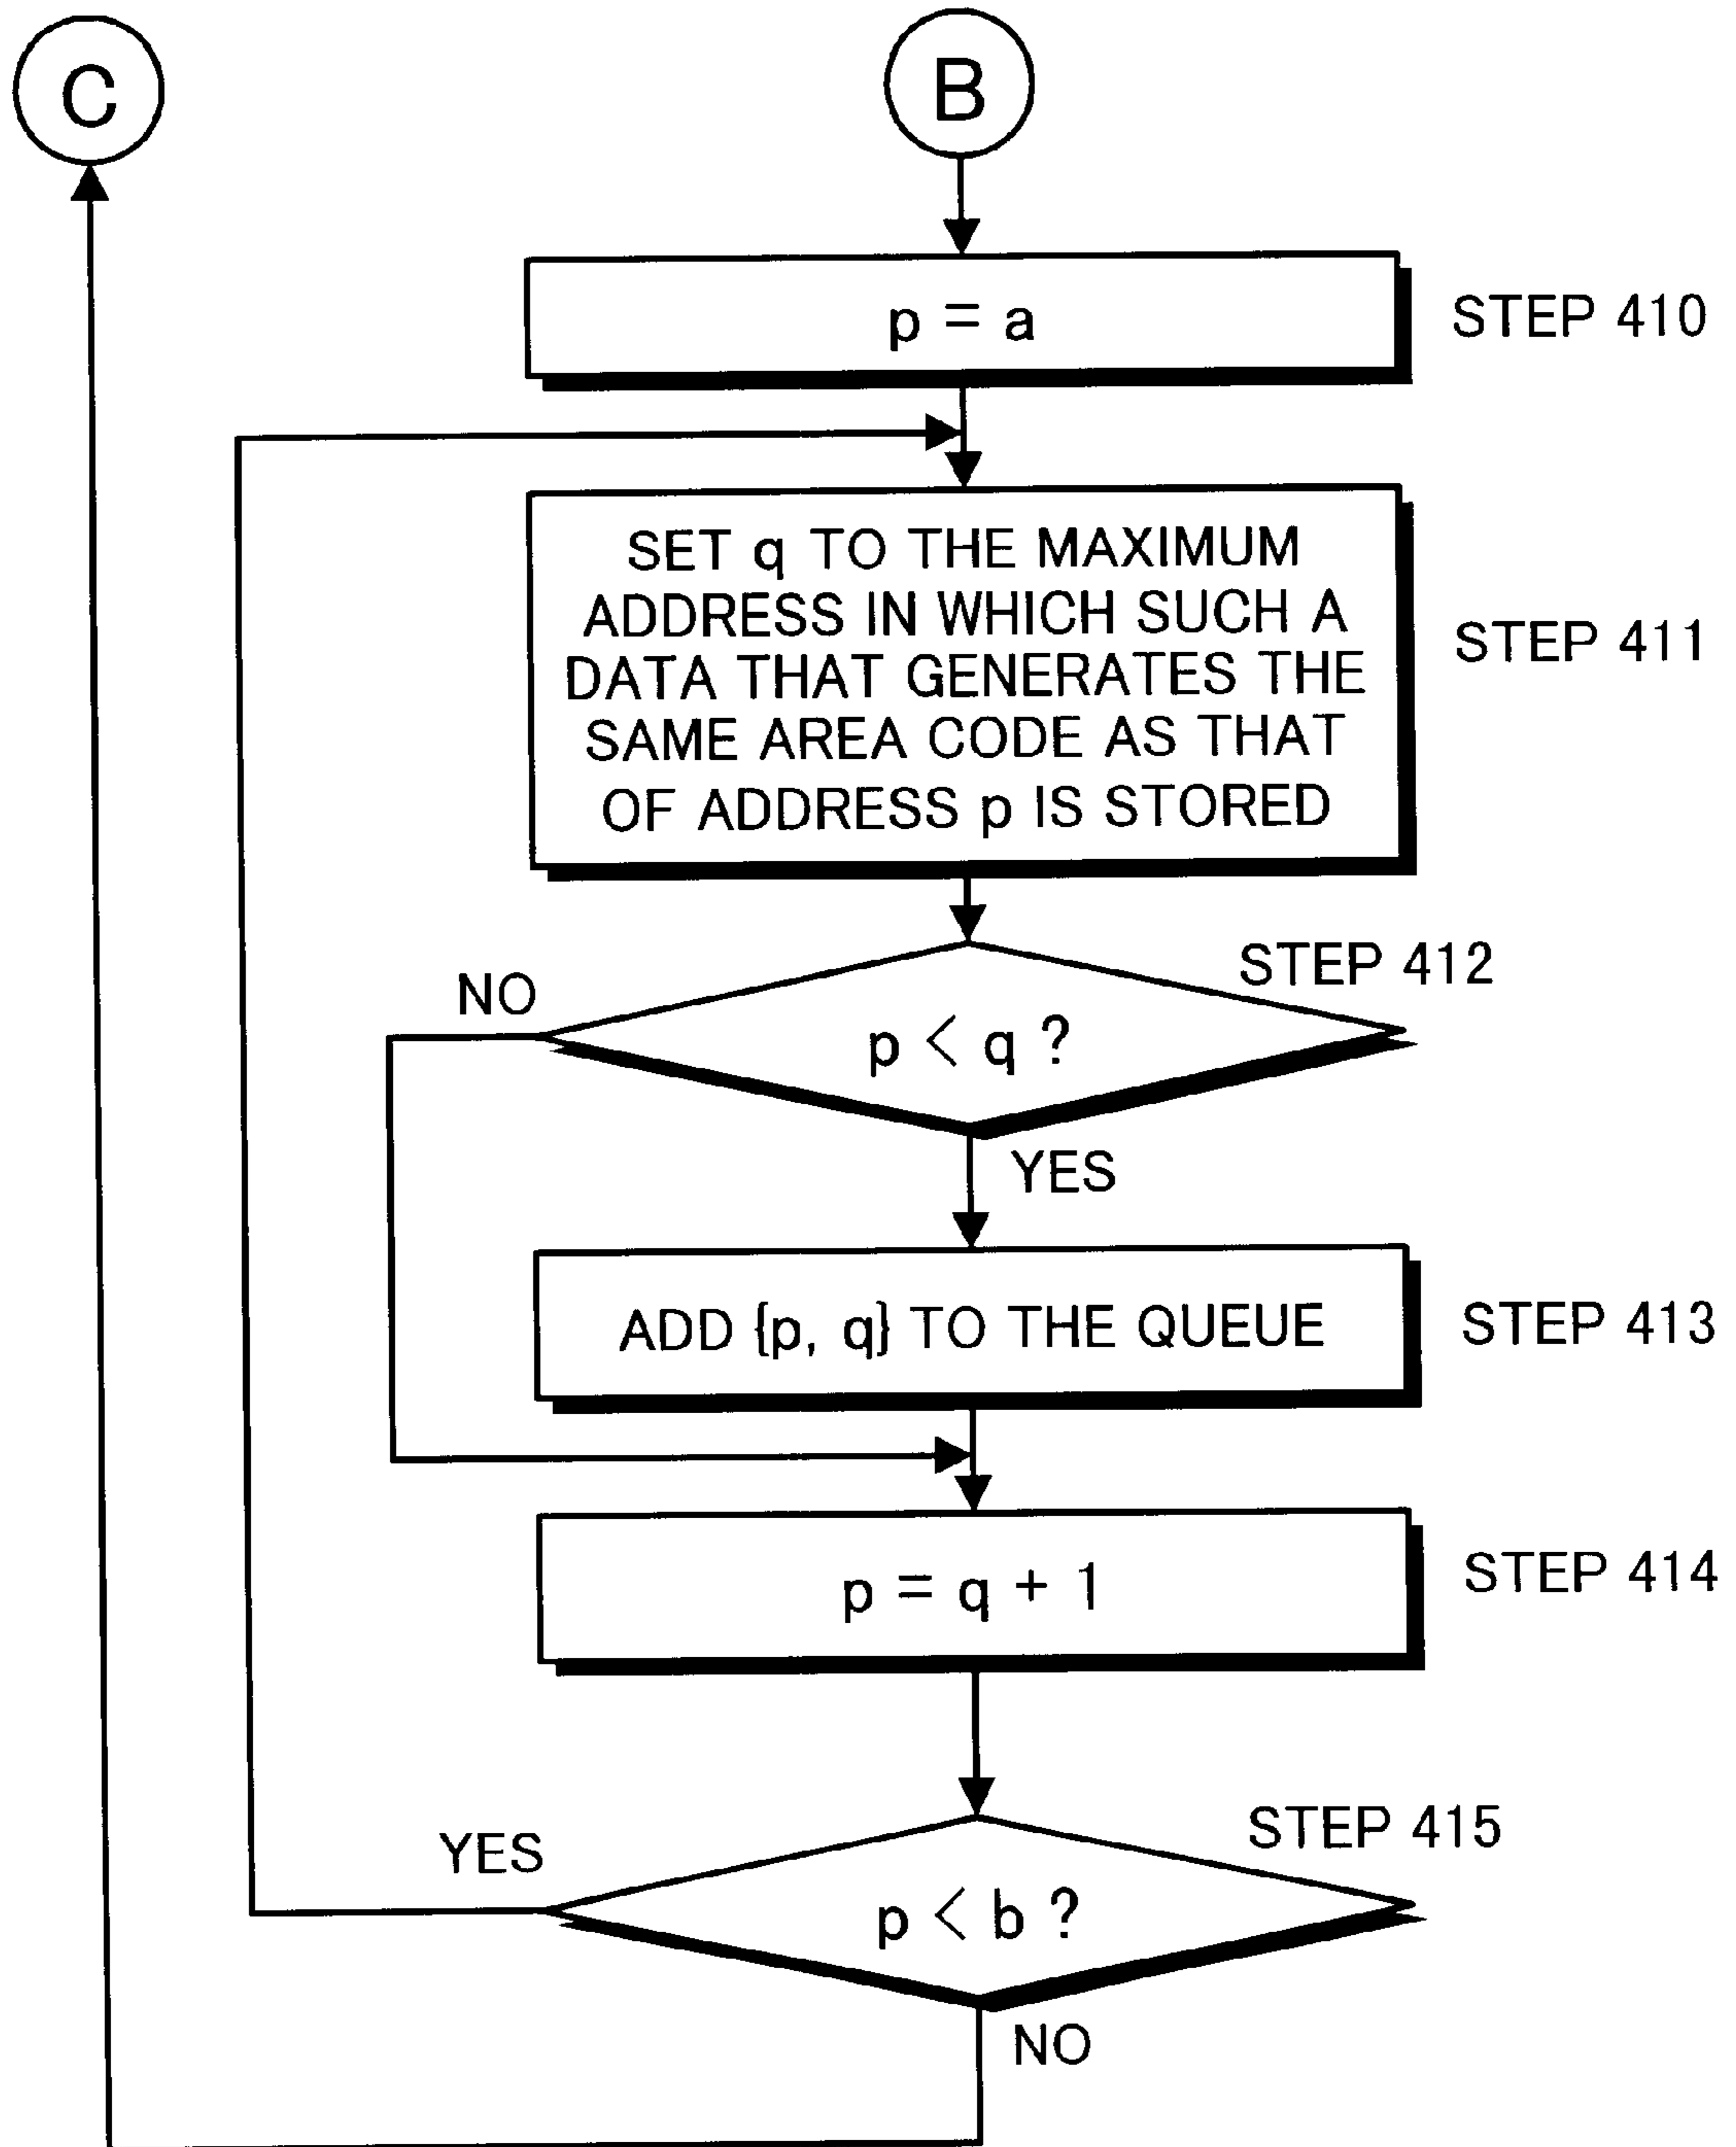 C
B
p = a
STEP 410
SET q TO THE MAXIMUM
ADDRESS IN WHICH SUCH A
DATA THAT GENERATES THE
SAME AREA CODE AS THAT
OF ADDRESS p IS STORED
STEP 411
STEP 412
NO
p < q ?
YES
ADD {p, q} TO THE QUEUE
STEP 413
p = q + 1
STEP 414
STEP 415
YES
p < b ?
NO